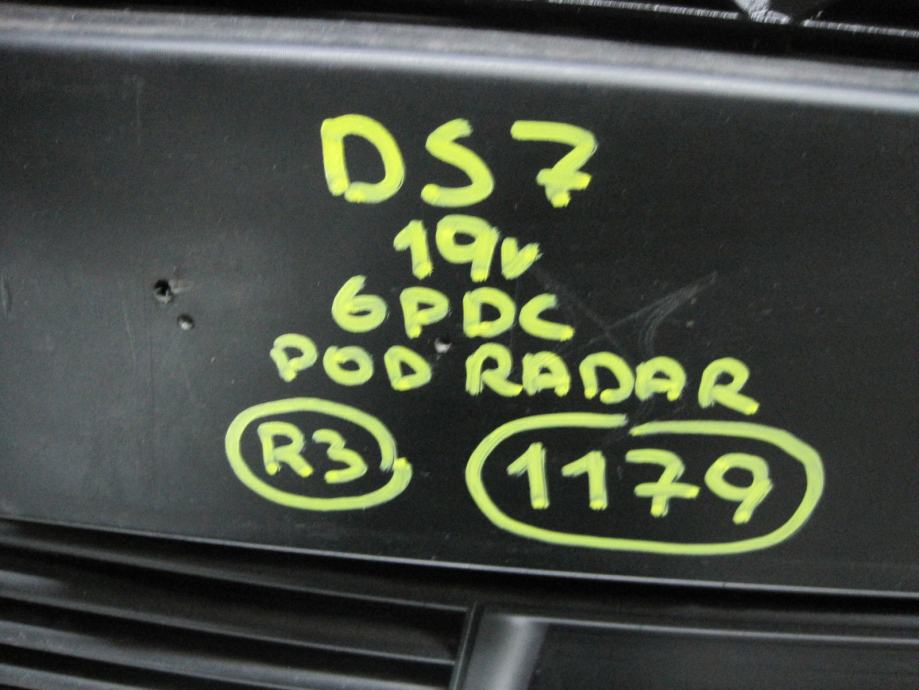 DS7
19v
6PDC
POD RADAR
R3 1179